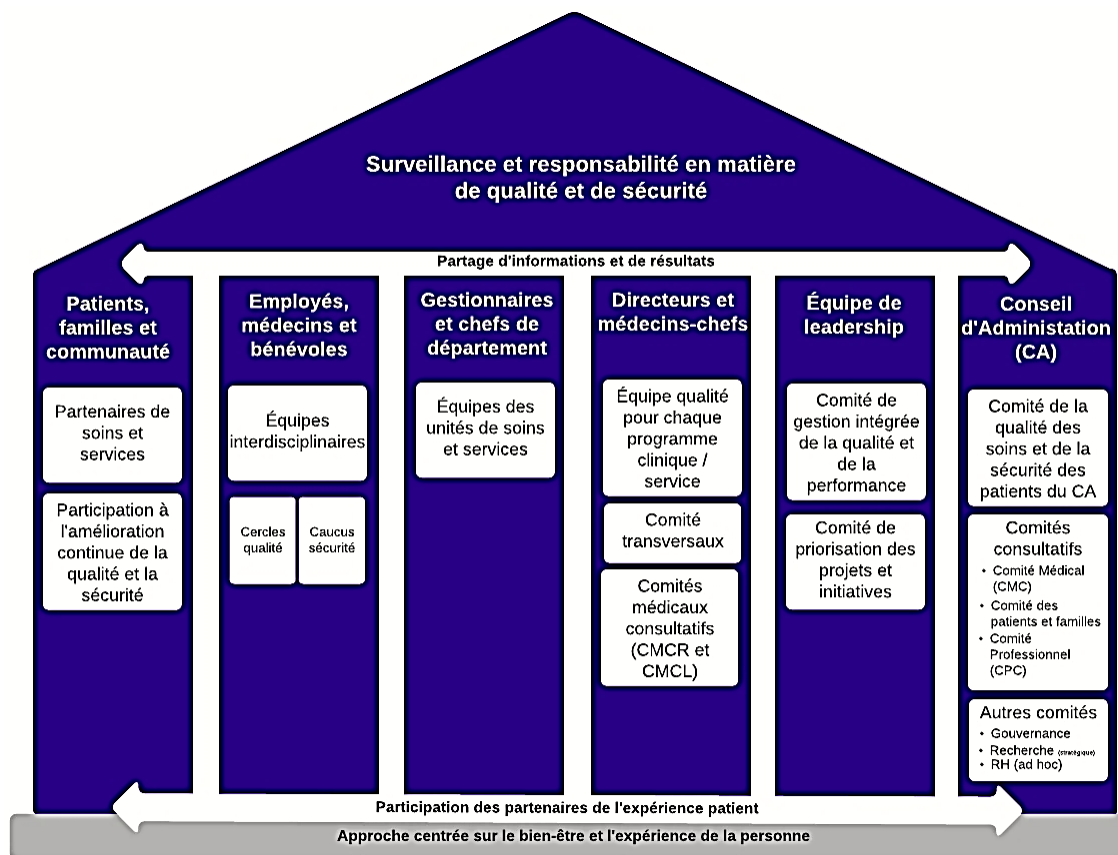 Surveillance et responsabilité en matière
de qualité et de sécurité
Partage d'informations et de résultats
Patients,
familles et
communauté
Partenaires de
soins et
services
Participation à
l'amélioration
continue de la
qualité et la
sécurité
Employés,
médecins et
bénévoles
Équipes
interdisciplinaires
Cercles
qualité
Caucus
sécurité
Gestionnaires
et chefs de
département
Équipes des
unités de soins
et services
Directeurs et
médecins-chefs
Équipe qualité
pour chaque
programme
clinique /
service
Comité
transversaux
Comités
médicaux
consultatifs
(CMCR et
CMCL)
Équipe de
leadership
Comité de
gestion intégrée
de la qualité et
de la
performance
Comité de
priorisation des
projets et
initiatives
Conseil
d'Administation
(CA)
Comité de la
qualité des
soins et de la
sécurité des
patients du CA
Comités
consultatifs
• Comité Médical
(CMC)
• Comité des
patients et familles
• Comité
Professionnel
(CPC)
Autres comités
• Gouvernance
• Recherche (stratégique)
• RH (ad hoc)
Participation des partenaires de l'expérience patient
Approche centrée sur le bien-être et l'expérience de la personne